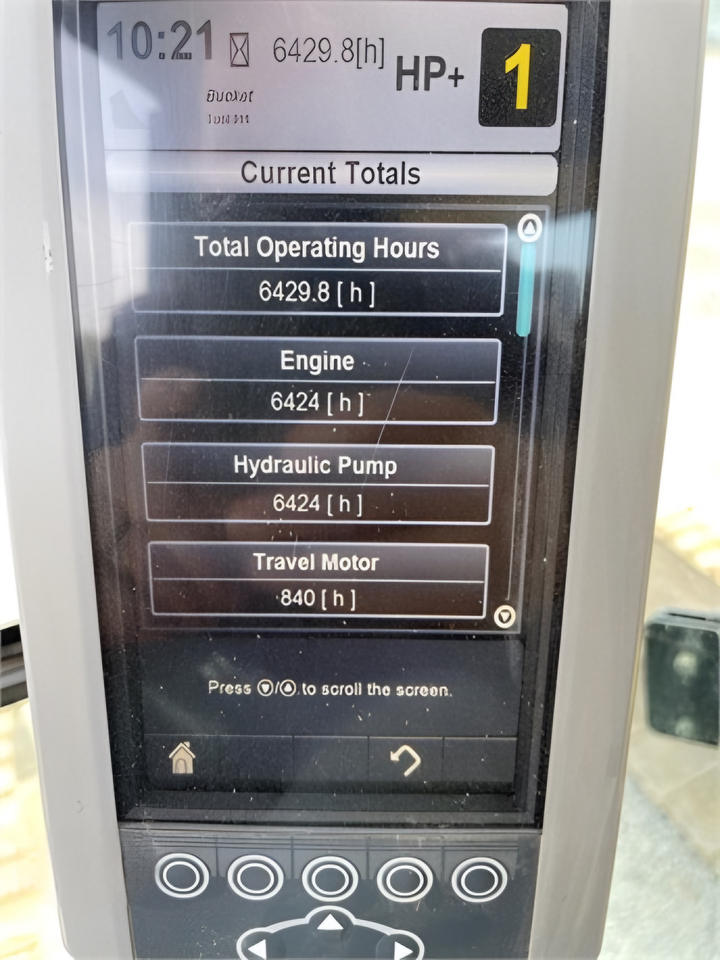 10:21 6429.8[h] HP+ 1
Bucket
Current Totals
Total Operating Hours
6429.8 [ h ]
Engine
6424 [ h ]
Hydraulic Pump
6424 [ h ]
Travel Motor
840 [ h ]
Press ▼/▲ to scroll the screen.